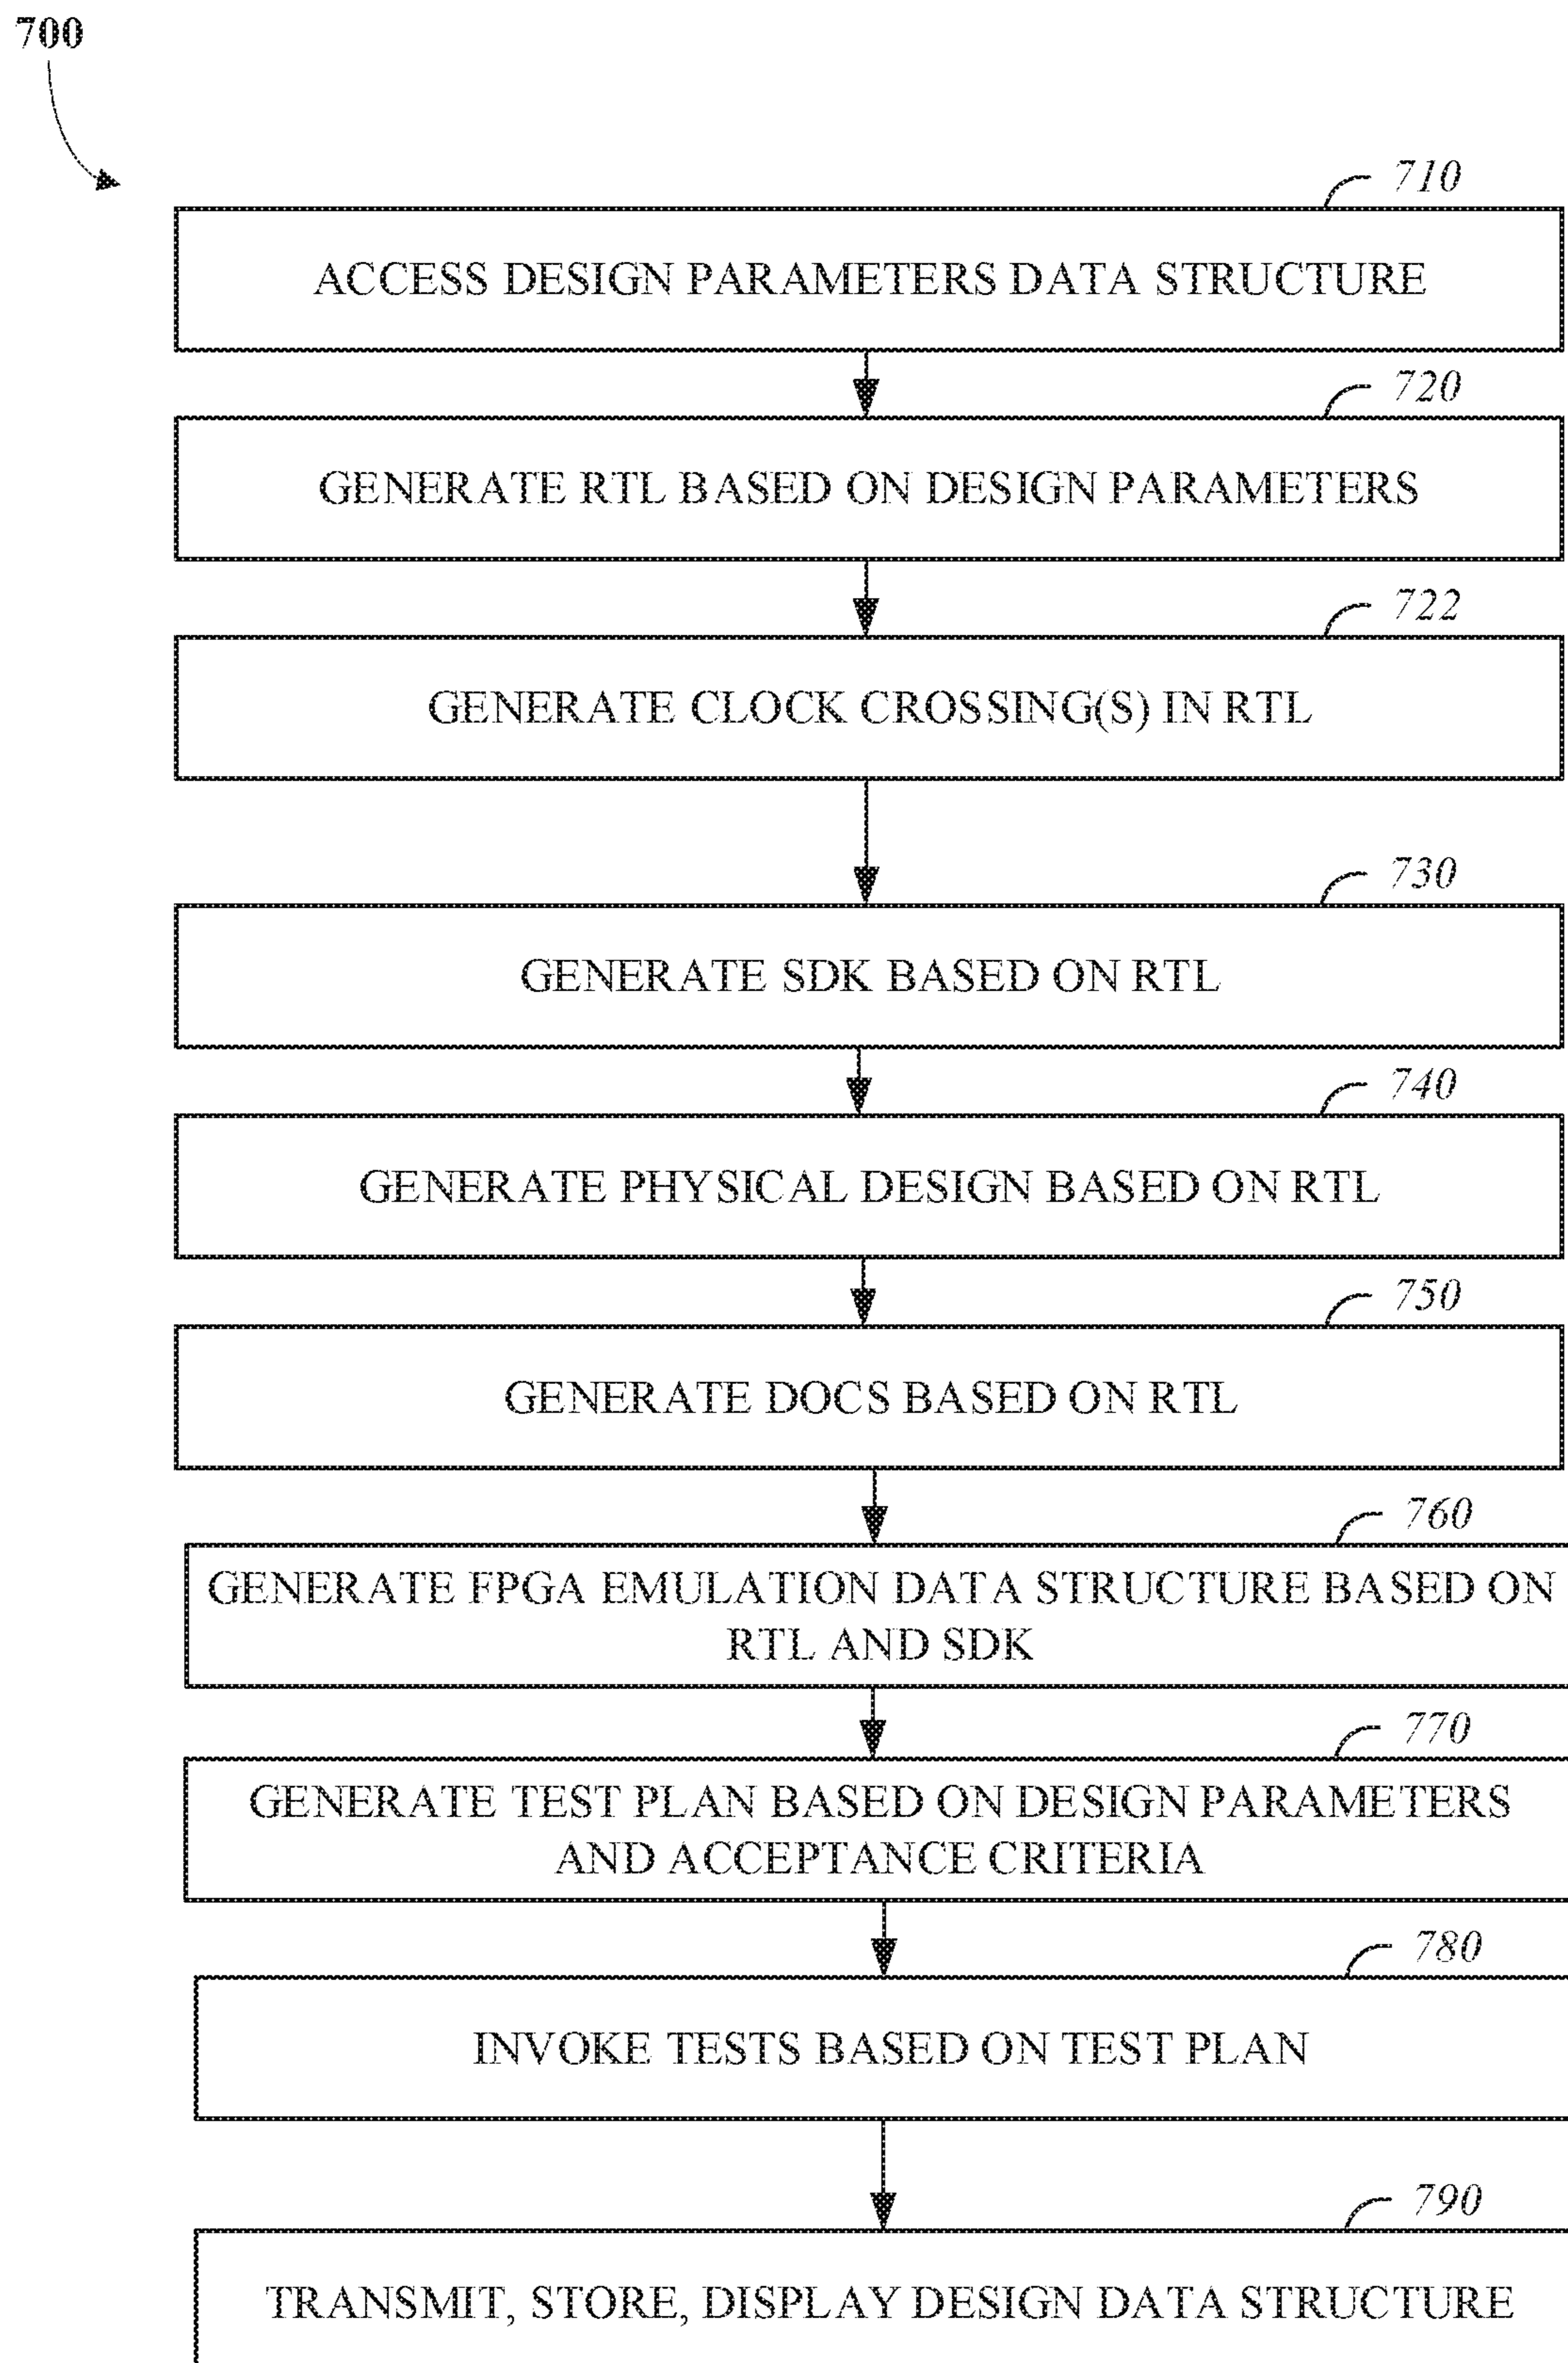 700
710
ACCESS DESIGN PARAMETERS DATA STRUCTURE
720
GENERATE RTL BASED ON DESIGN PARAMETERS
722
GENERATE CLOCK CROSSING(S) IN RTL
730
GENERATE SDK BASED ON RTL
740
GENERATE PHYSICAL DESIGN BASED ON RTL
750
GENERATE DOCS BASED ON RTL
760
GENERATE FPGA EMULATION DATA STRUCTURE BASED ON
RTL AND SDK
770
GENERATE TEST PLAN BASED ON DESIGN PARAMETERS
AND ACCEPTANCE CRITERIA
780
INVOKE TESTS BASED ON TEST PLAN
790
TRANSMIT, STORE, DISPLAY DESIGN DATA STRUCTURE